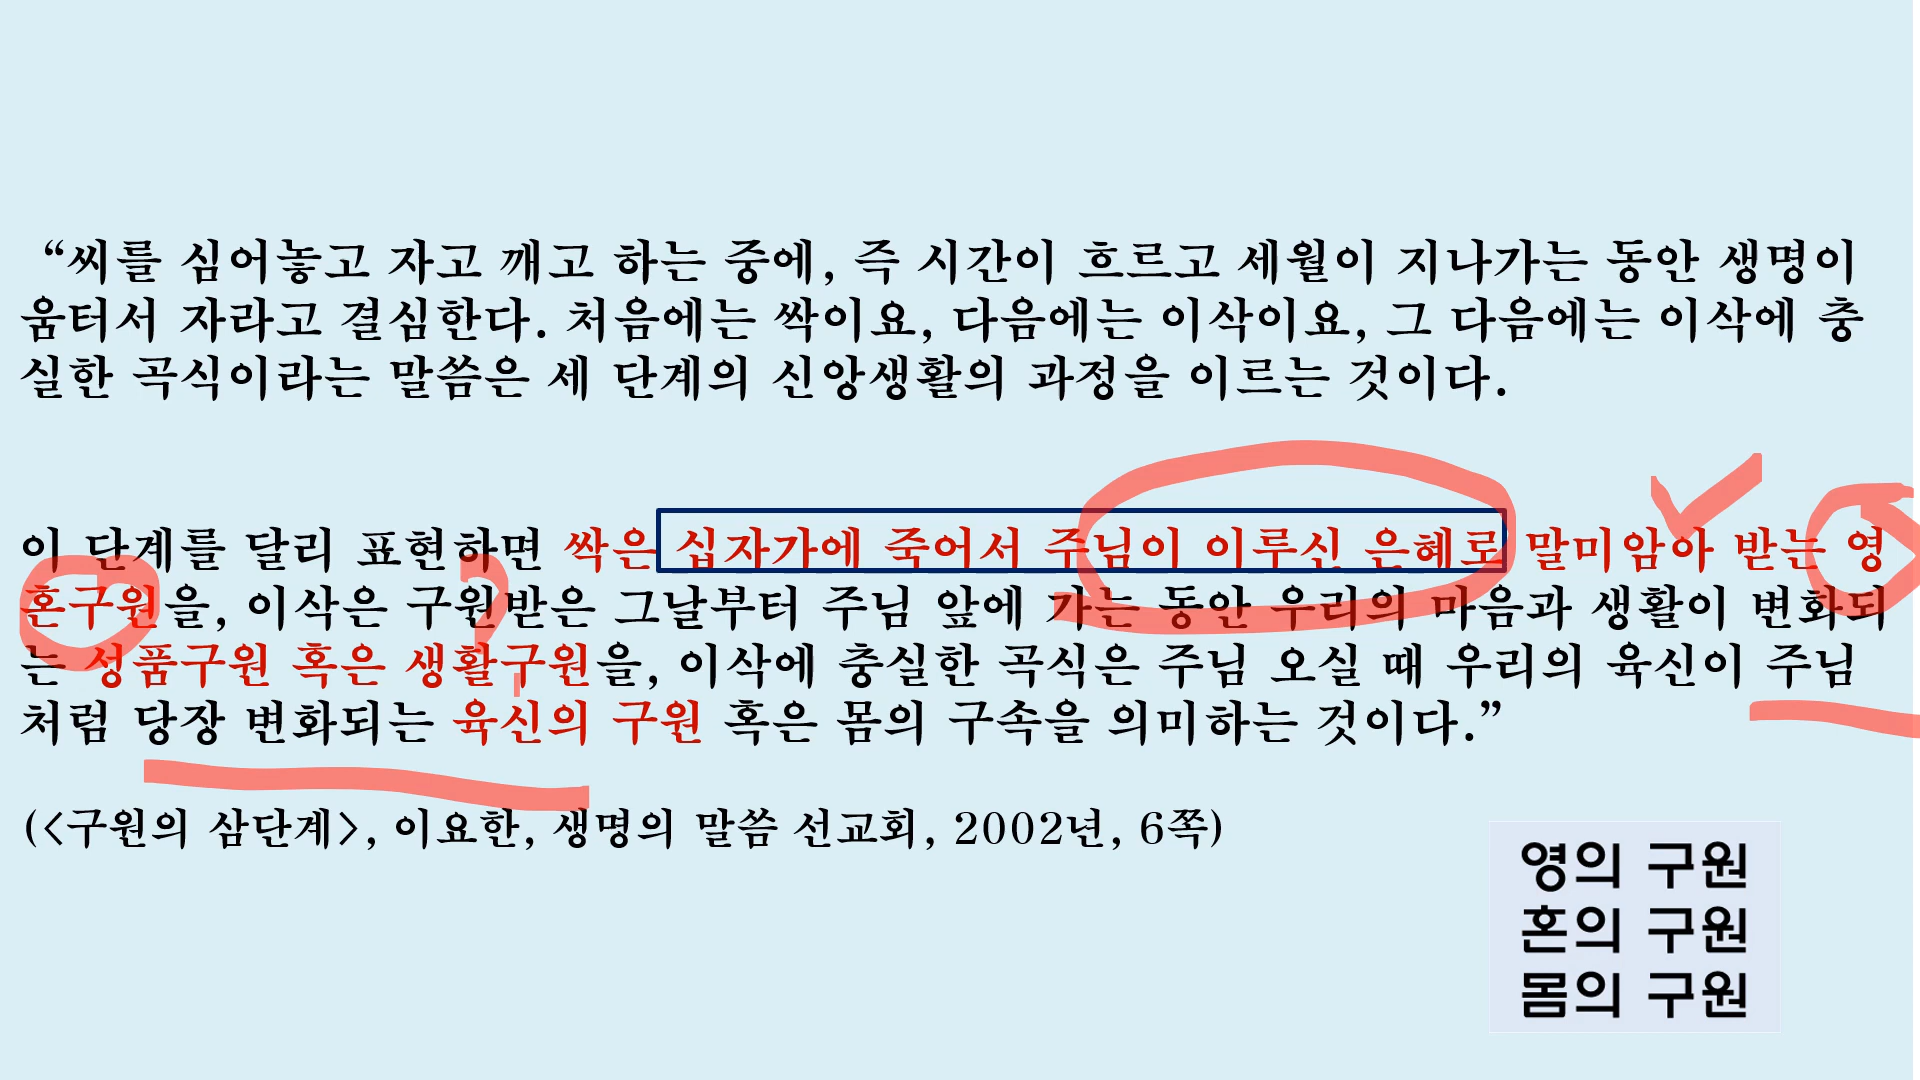 “씨를 심어놓고 자고 깨고 하는 중에, 즉 시간이 흐르고 세월이 지나가는 동안 생명이
움터서 자라고 결심한다. 처음에는 싹이요, 다음에는 이삭이요, 그 다음에는 이삭에 충
실한 곡식이라는 말씀은 세 단계의 신앙생활의 과정을 이르는 것이다.
이 단계를 달리 표현하면 싹은 십자가에 죽어서 주님이 이루신 은혜로 말미암아 받는 영
혼구원을, 이삭은 구원받은 그날부터 주님 앞에 가는 동안 우리의 마음과 생활이 변화되
는 성품구원 혹은 생활구원을, 이삭에 충실한 곡식은 주님 오실 때 우리의 육신이 주님
처럼 당장 변화되는 육신의 구원 혹은 몸의 구속을 의미하는 것이다.”
(<구원의 삼단계>, 이요한, 생명의 말씀 선교회, 2002년, 6쪽)
영의 구원
혼의 구원
몸의 구원